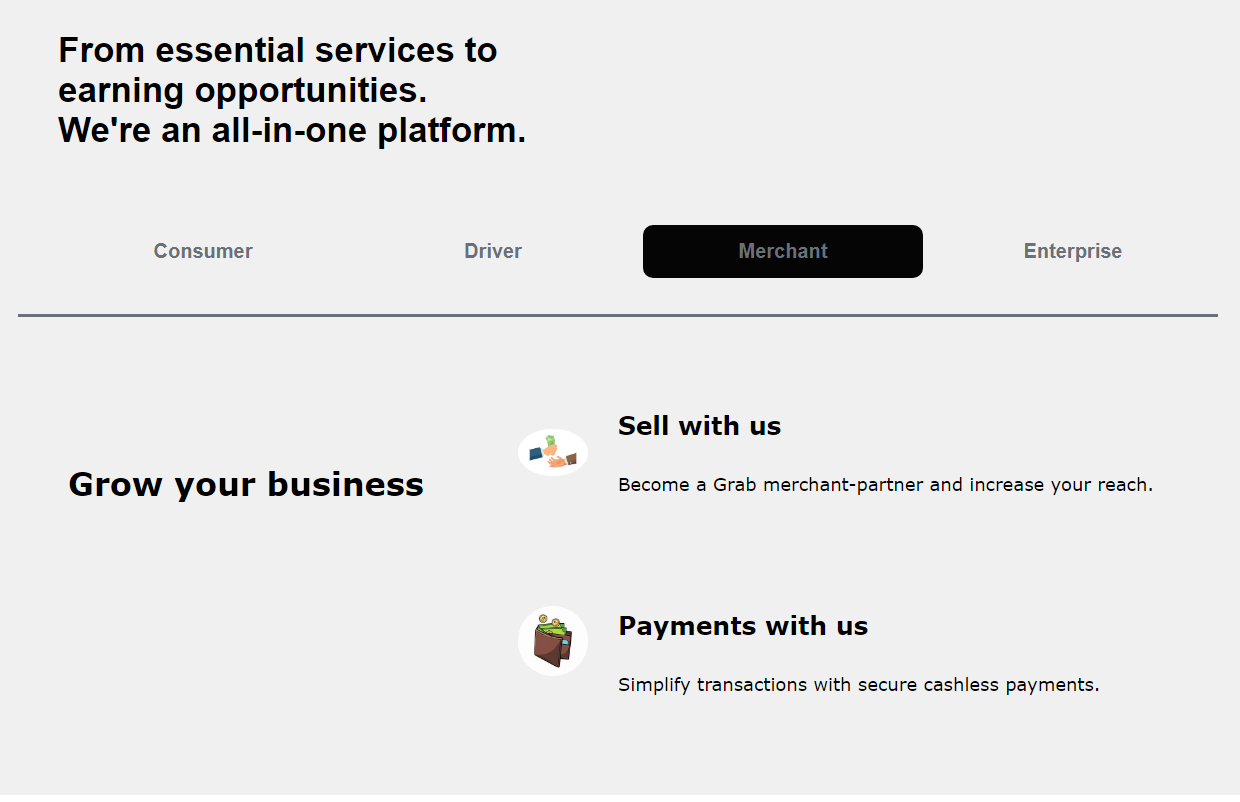 From essential services to
earning opportunities.
We're an all-in-one platform.
Consumer
Driver
Merchant
Enterprise
Grow your business
Sell with us
Become a Grab merchant-partner and increase your reach.
Payments with us
Simplify transactions with secure cashless payments.